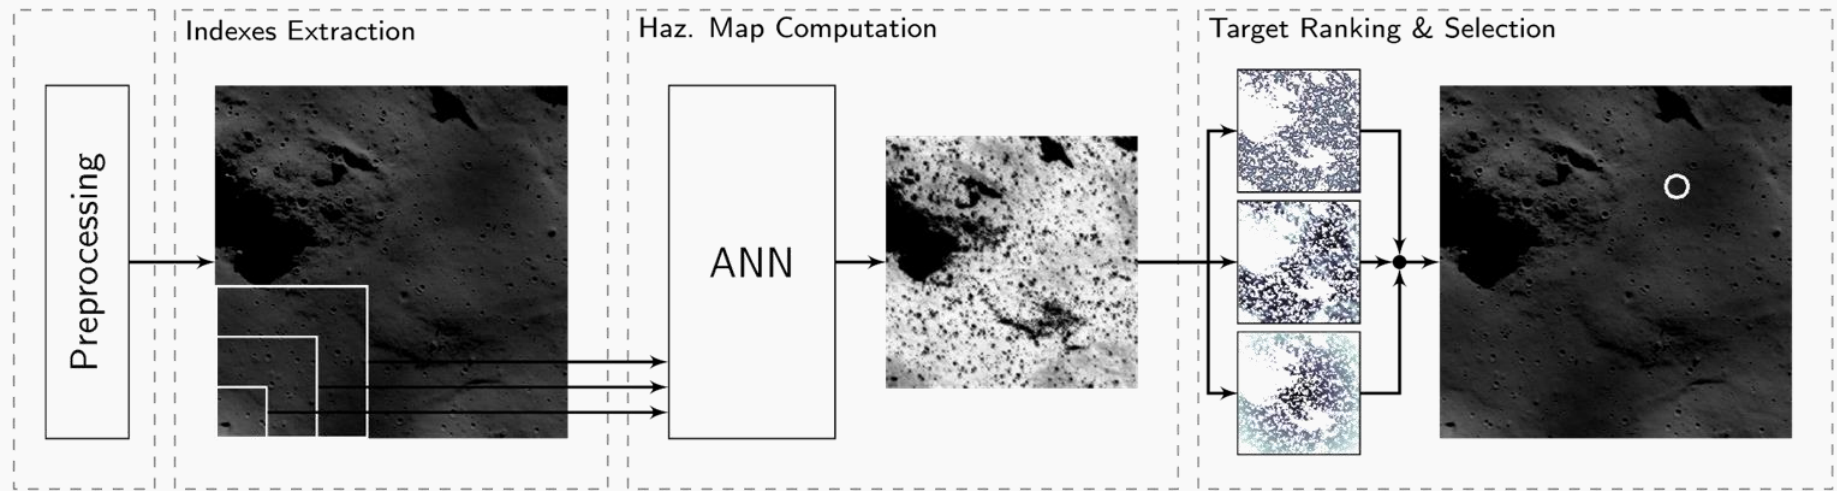 Preprocessing
Indexes Extraction
Haz. Map Computation
ANN
Target Ranking & Selection